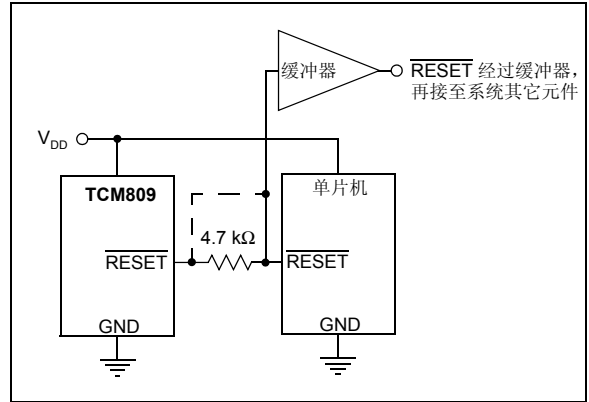 缓冲器
RESET 经过缓冲器，
再接至系统其它元件
VDD
TCM809
单片机
4.7 kΩ
RESET
RESET
GND
GND